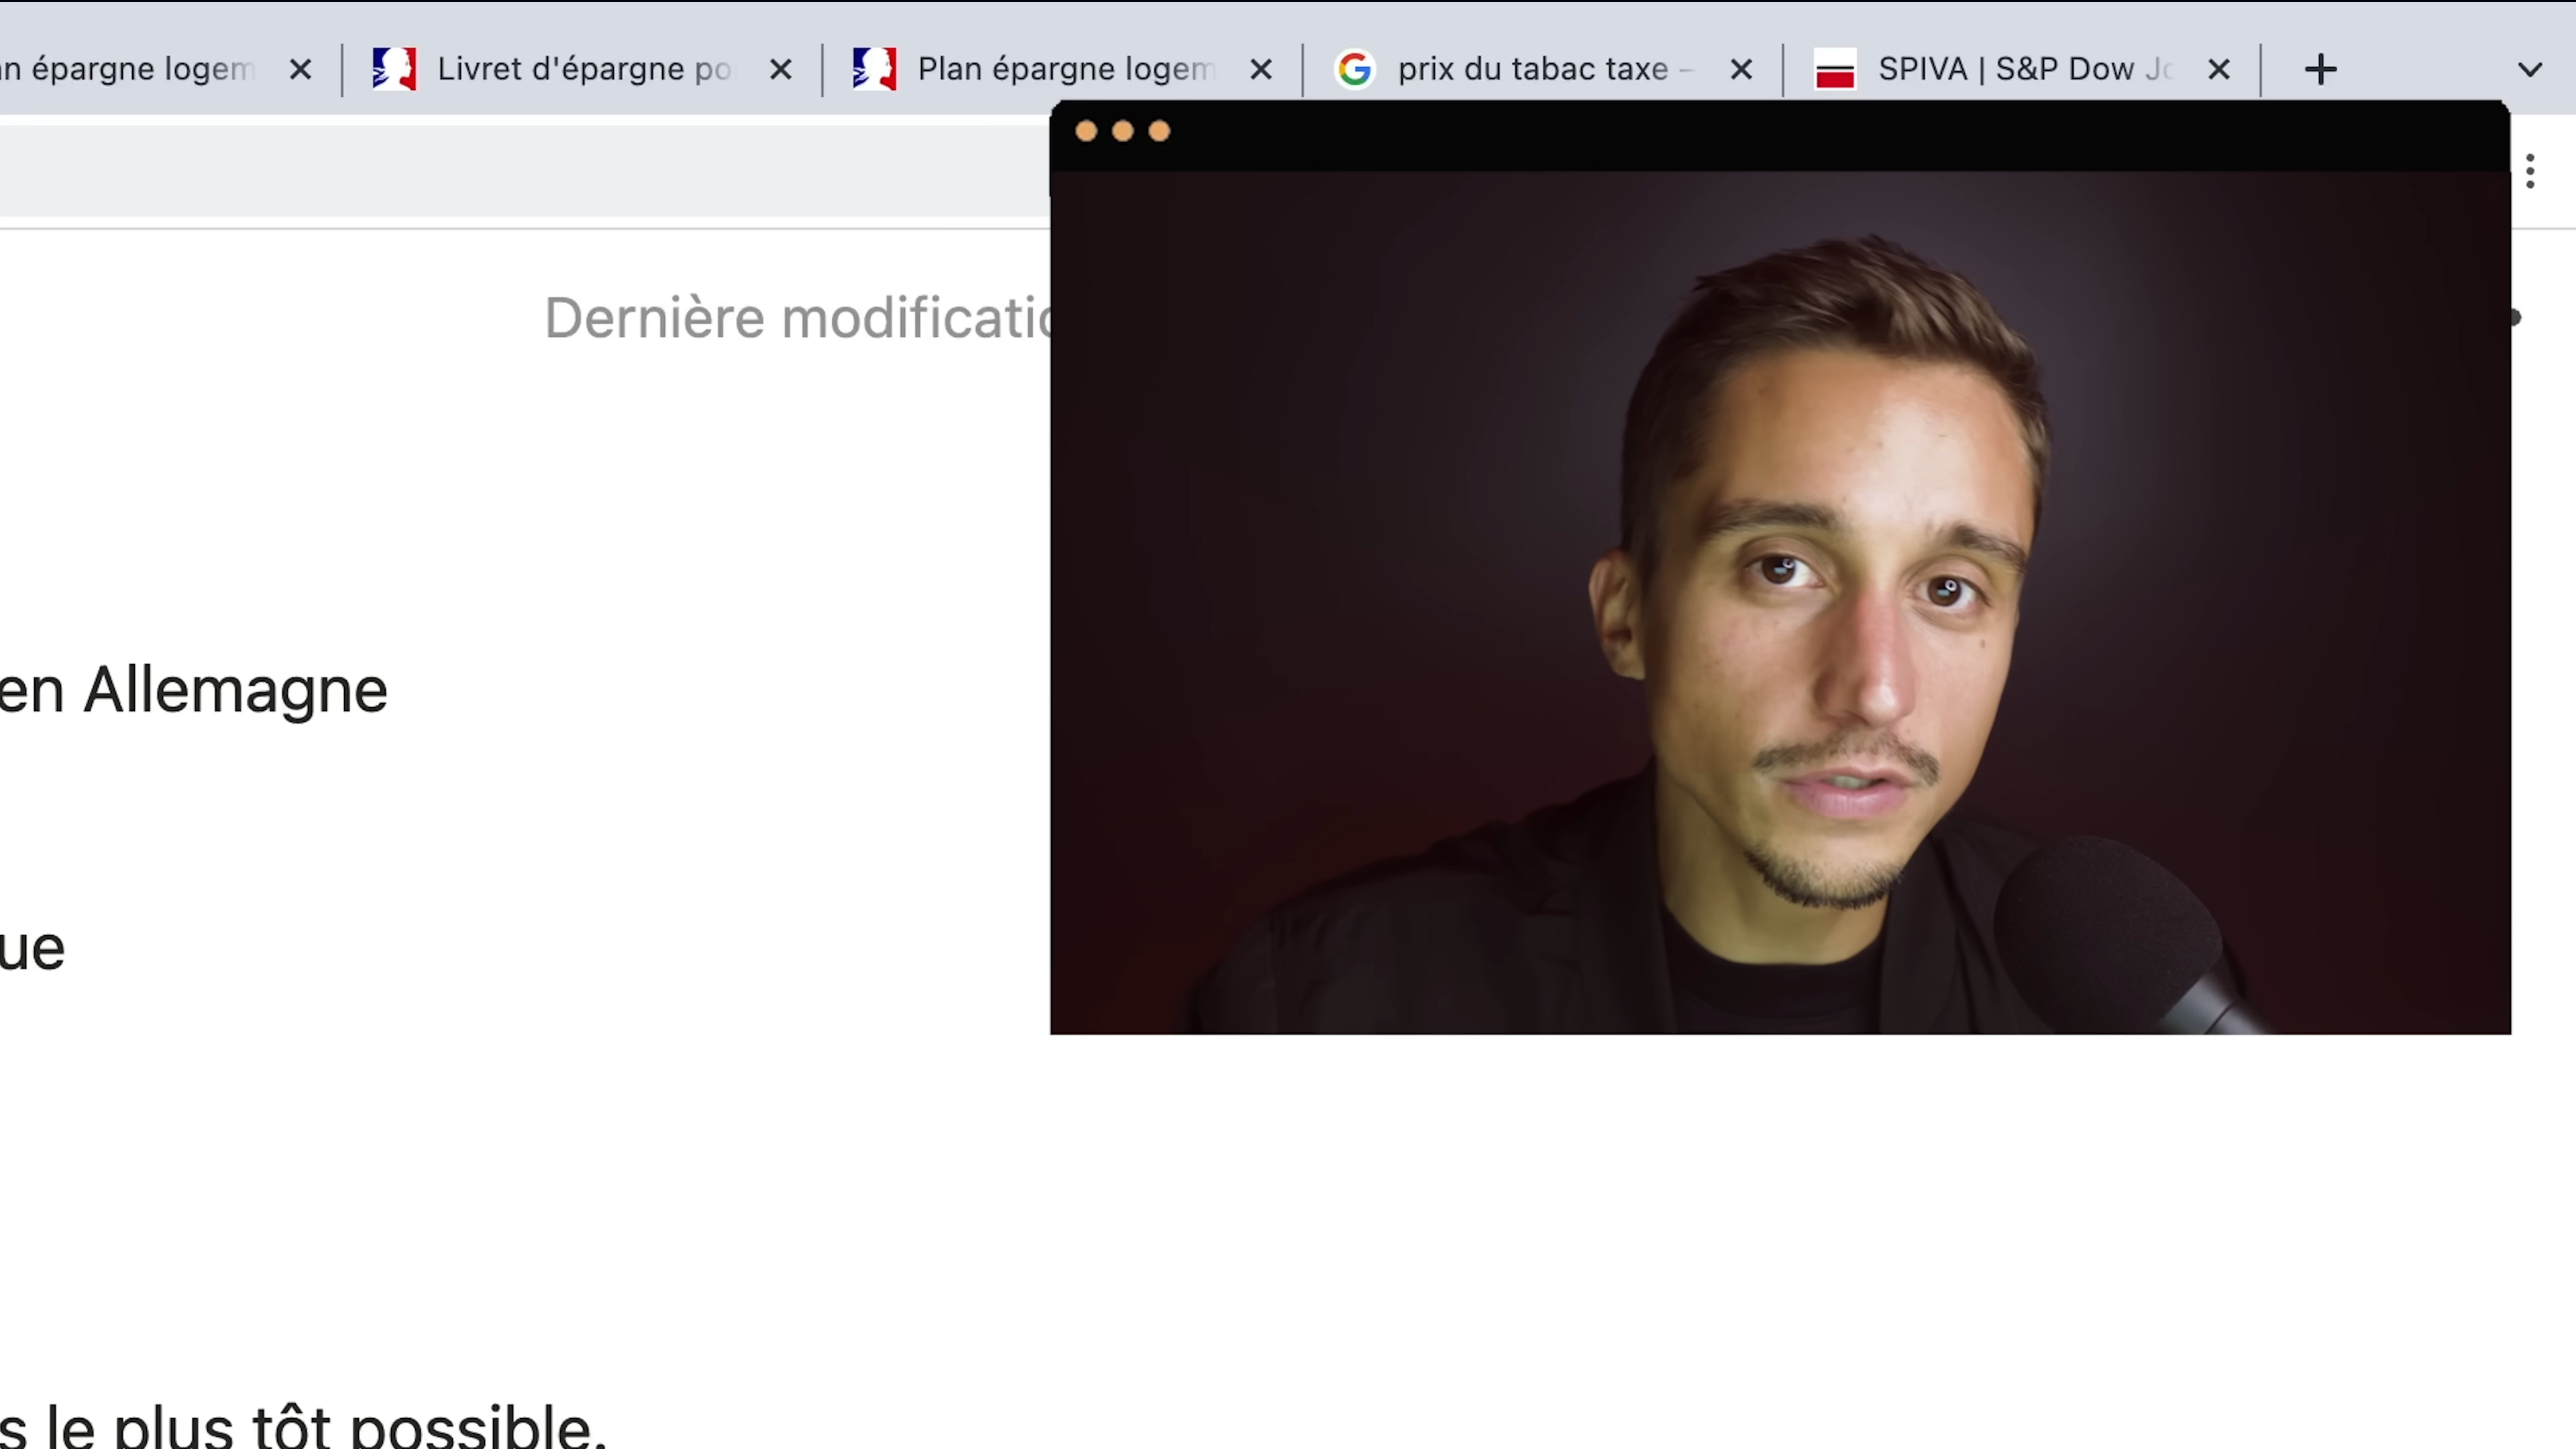 épargne logem
Livret d'épargne po
Plan épargne logem
prix du tabac taxe –
SPIVA | S&P Dow Jo
Dernière modificatio
en Allemagne
ue
s le plus tôt possible.